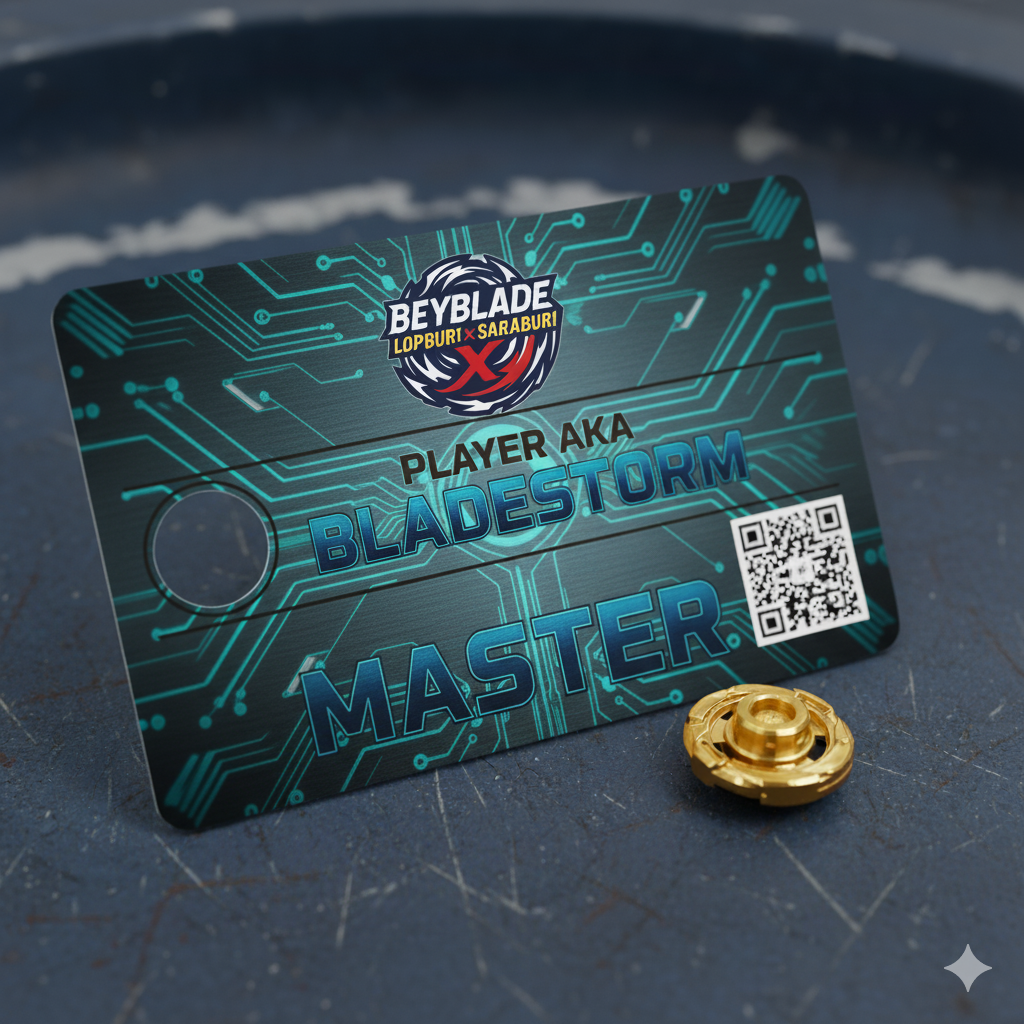 BEYBLADE
LOPBURI X SARABURI
X
PLAYER AKA
BLADESTORM
MASTER